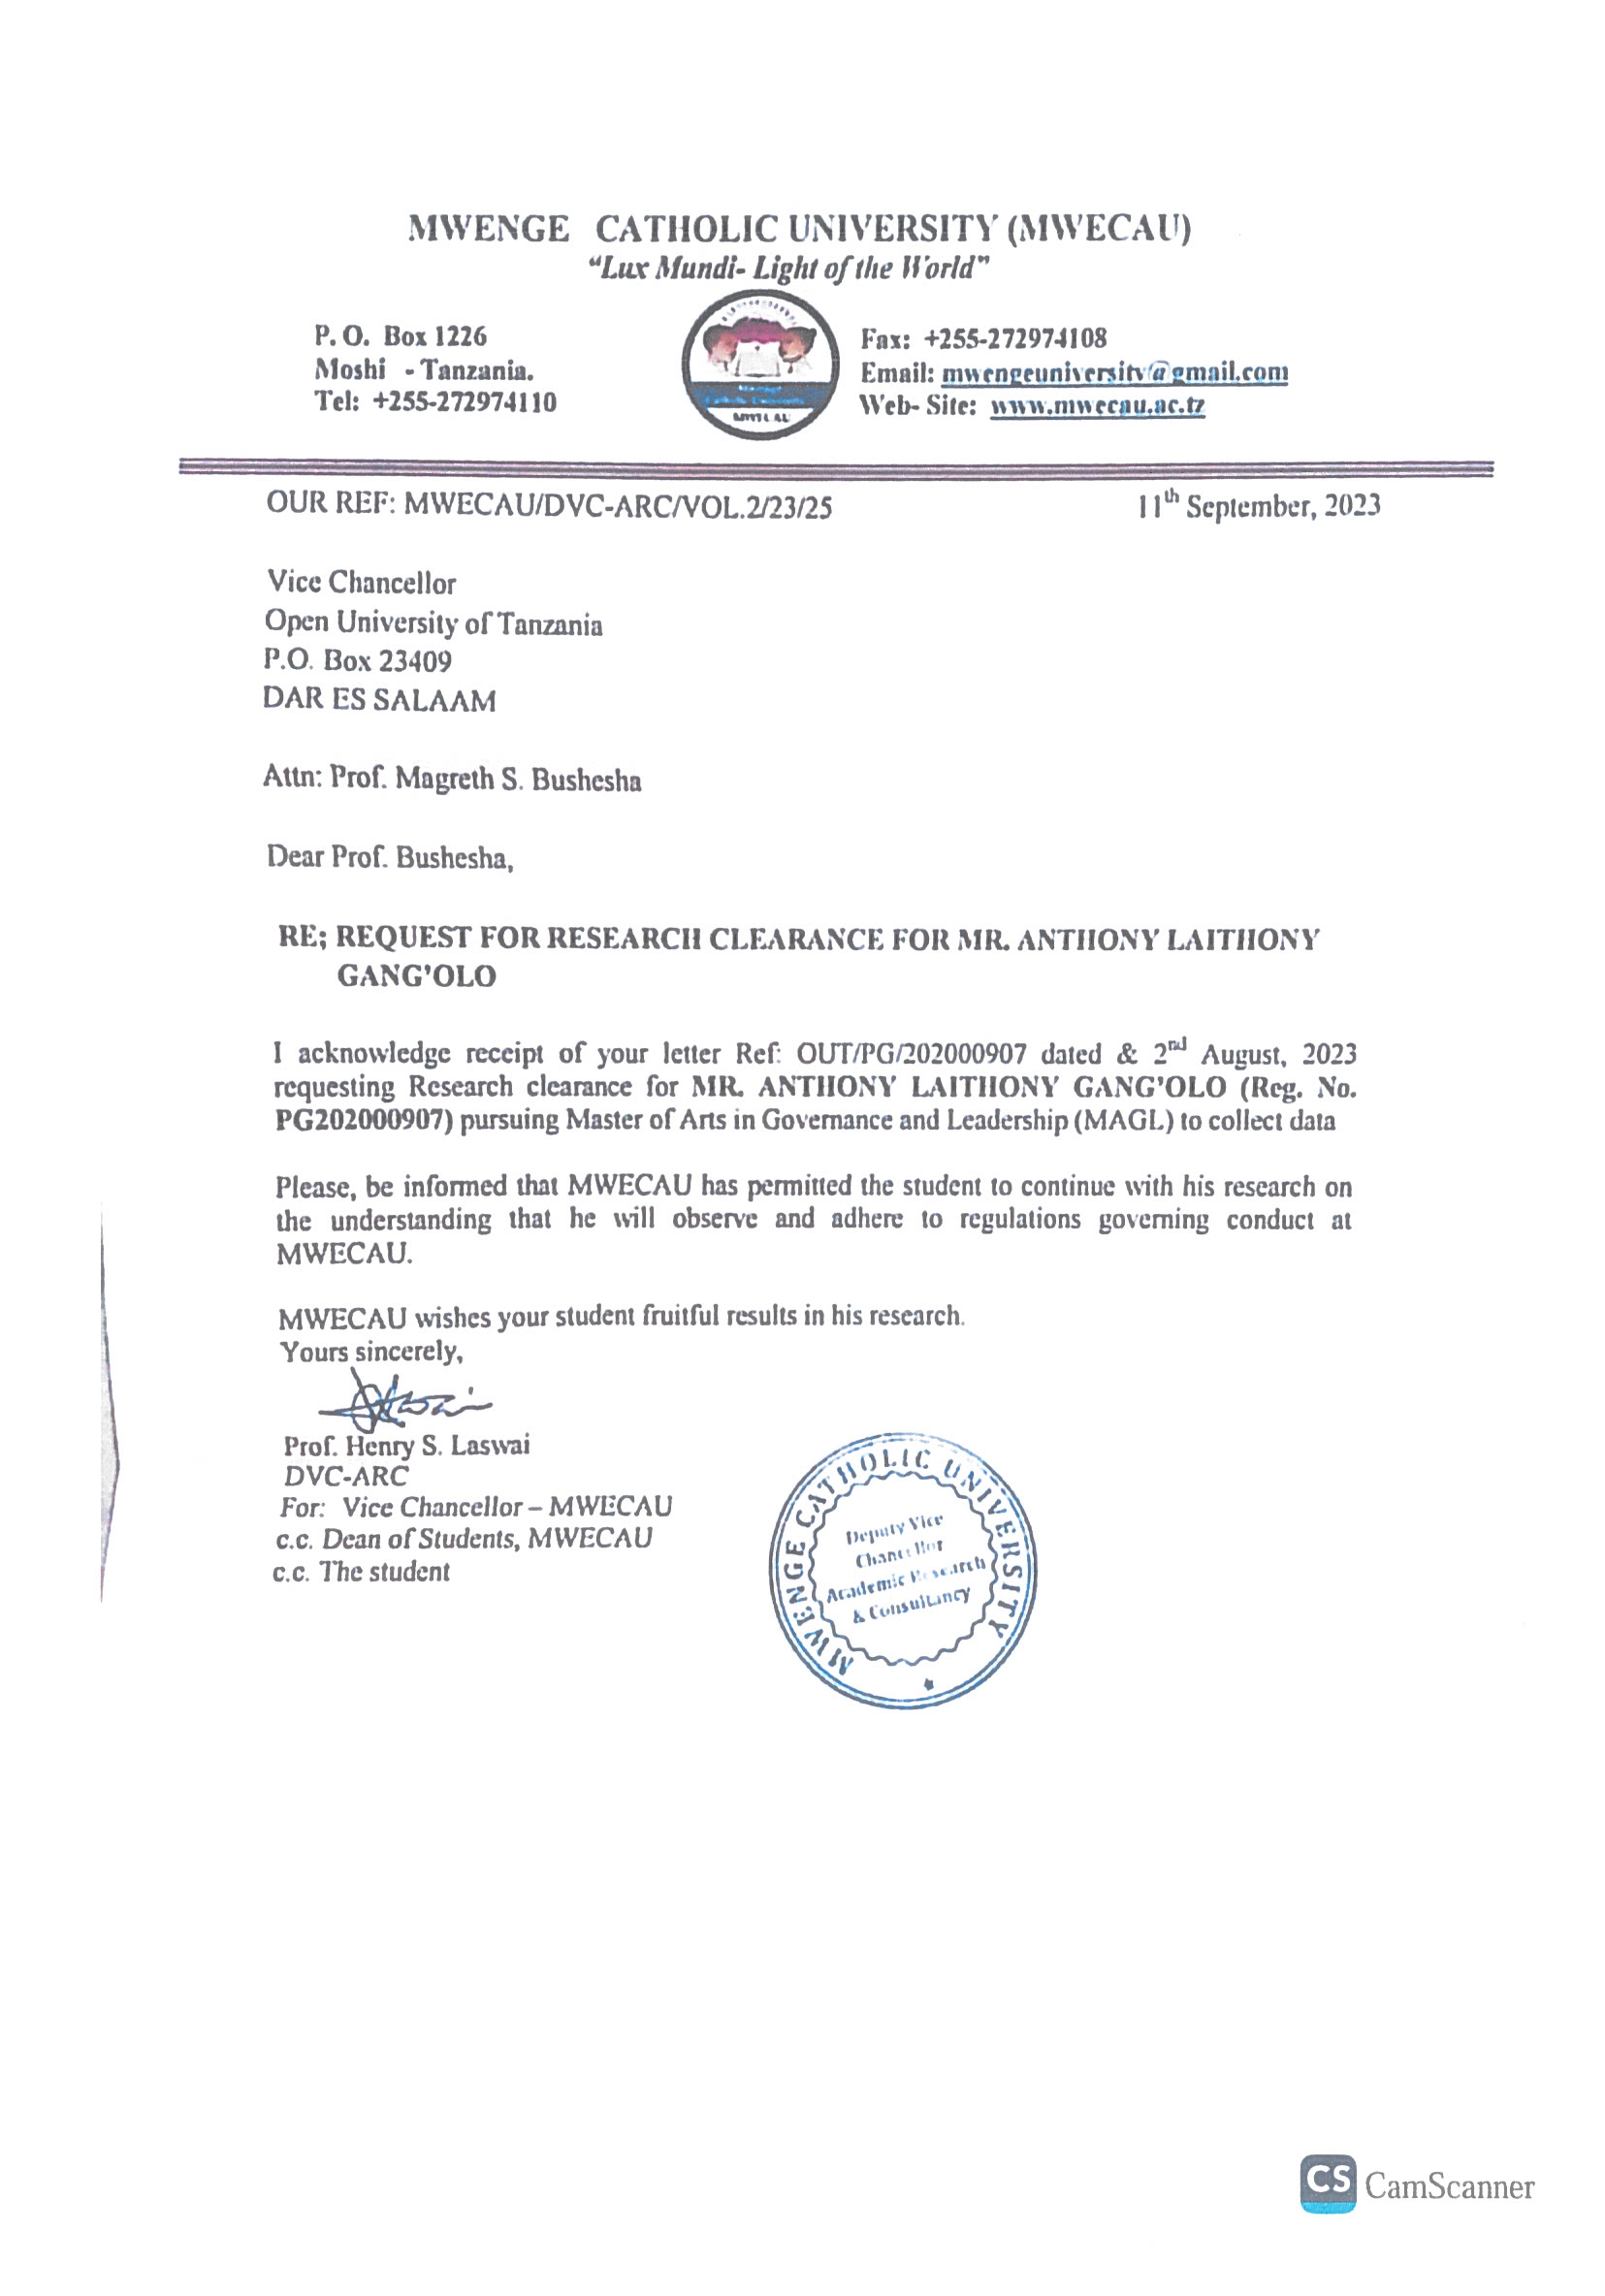 MWENGE CATHOLIC UNIVERSITY (MWECAU)
"Lux Mundi- Light of the World"
P. O. Box 1226
Moshi - Tanzania.
Tel: +255-272974110
Mwenge
Catholic University
MWECAU
Fax: +255-272974108
Email: mwengeuniversity@gmail.com
Web- Site: www.mwecau.ac.tz
OUR REF: MWECAU/DVC-ARC/VOL.2/23/25 11th September, 2023
Vice Chancellor
Open University of Tanzania
P.O. Box 23409
DAR ES SALAAM
Attn: Prof. Magreth S. Bushesha
Dear Prof. Bushesha,
RE; REQUEST FOR RESEARCH CLEARANCE FOR MR. ANTHONY LAITHONY
GANG'OLO
I acknowledge receipt of your letter Ref: OUT/PG/202000907 dated & 2nd August, 2023
requesting Research clearance for MR. ANTHONY LAITHONY GANG'OLO (Reg. No.
PG202000907) pursuing Master of Arts in Governance and Leadership (MAGL) to collect data
Please, be informed that MWECAU has permitted the student to continue with his research on
the understanding that he will observe and adhere to regulations governing conduct at
MWECAU.
MWECAU wishes your student fruitful results in his research.
Yours sincerely,
Prof. Henry S. Laswai
DVC-ARC
For: Vice Chancellor – MWECAU
c.c. Dean of Students, MWECAU
c.c. The student
MWENGE CATHOLIC UNIVERSITY
Deputy Vice
Chancellor
Academic Research
& Consultancy
CS CamScanner